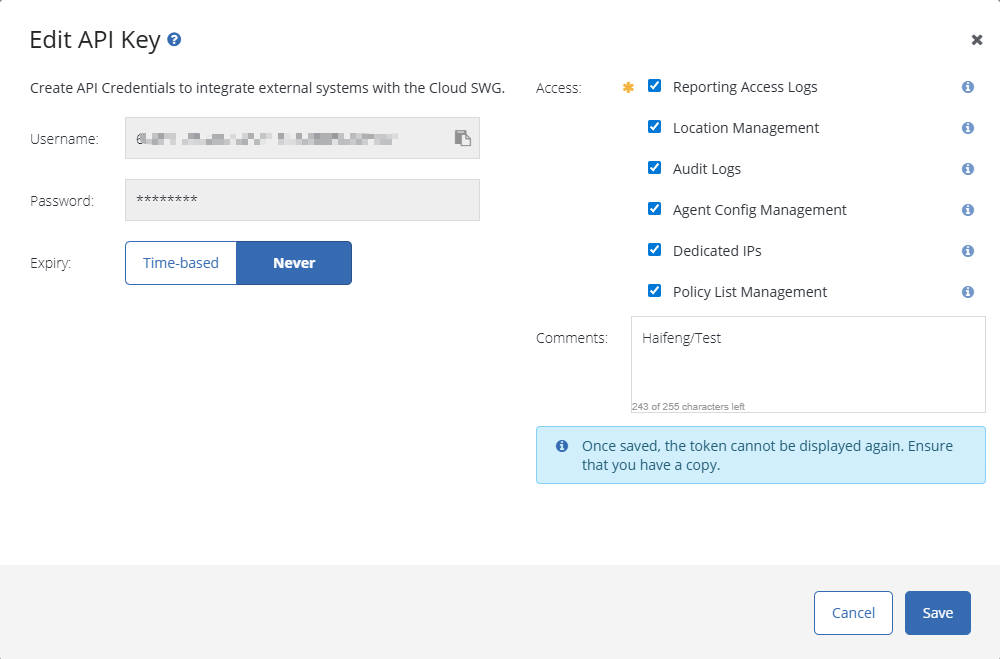 Edit API Key
Create API Credentials to integrate external systems with the Cloud SWG.
Username:
Password:
********
Expiry:
Time-based
Never
Access:
Reporting Access Logs
Location Management
Audit Logs
Agent Config Management
Dedicated IPs
Policy List Management
Comments:
Haifeng/Test
243 of 255 characters left
Once saved, the token cannot be displayed again. Ensure
that you have a copy.
Cancel
Save